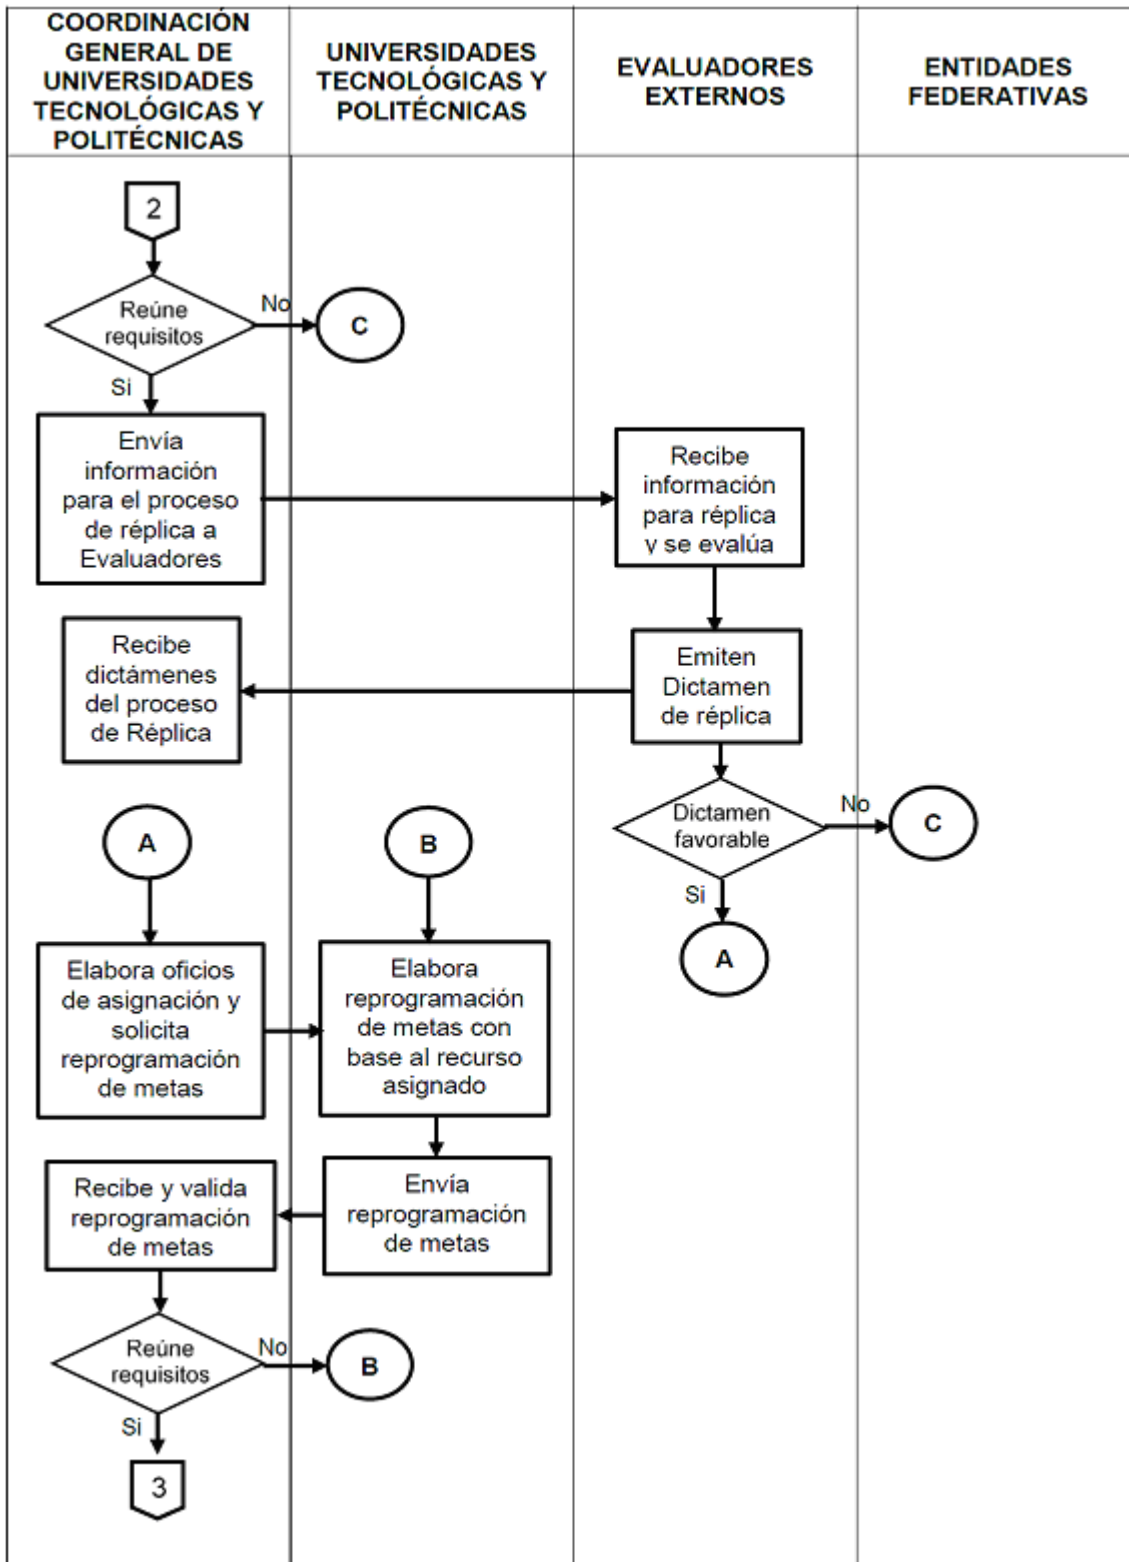 COORDINACIÓN
GENERAL DE
UNIVERSIDADES
TECNOLÓGICAS Y
POLITÉCNICAS
UNIVERSIDADES
TECNOLÓGICAS Y
POLITÉCNICAS
EVALUADORES
EXTERNOS
ENTIDADES
FEDERATIVAS
2
Reúne
requisitos
No
C
Si
Envía
información
para el proceso
de réplica a
Evaluadores
Recibe
información
para réplica
y se evalúa
Recibe
dictámenes
del proceso
de Réplica
Emiten
Dictamen
de réplica
Dictamen
favorable
No
C
Si
A
A
B
Elabora oficios
de asignación y
solicita
reprogramación
de metas
Elabora
reprogramación
de metas con
base al recurso
asignado
Recibe y valida
reprogramación
de metas
Envía
reprogramación
de metas
Reúne
requisitos
No
B
Si
3